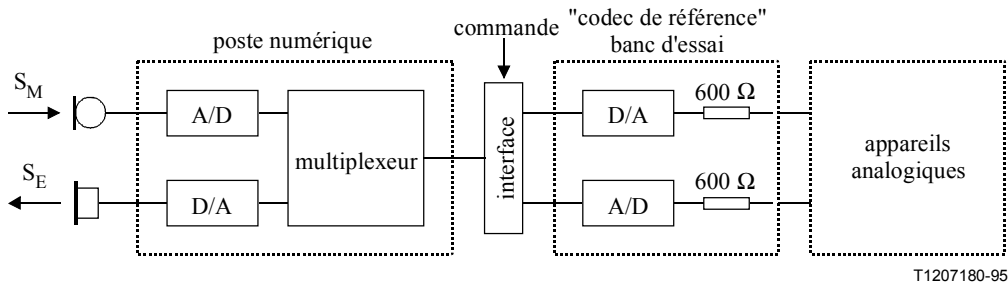 poste numérique
commande
"codec de référence"
banc d'essai
S_M
A/D
D/A
600 Ω
S_E
D/A
multiplexeur
interface
A/D
600 Ω
appareils
analogiques
T1207180-95